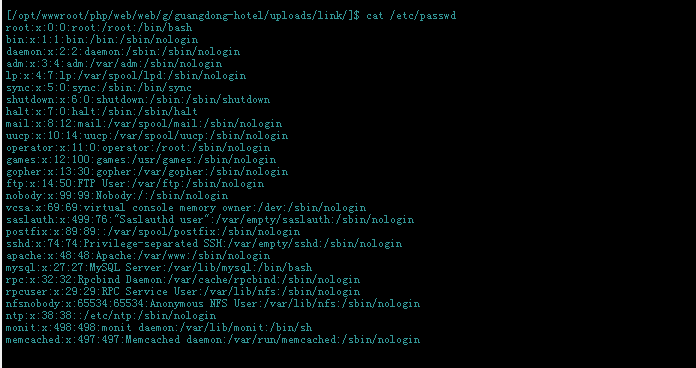 [/opt/wwwroot/php/web/web/g/guangdong-hotel/uploads/link/]$ cat /etc/passwd
root:x:0:0:root:/root:/bin/bash
bin:x:1:1:bin:/bin:/sbin/nologin
daemon:x:2:2:daemon:/sbin:/sbin/nologin
adm:x:3:4:adm:/var/adm:/sbin/nologin
lp:x:4:7:lp:/var/spool/lpd:/sbin/nologin
sync:x:5:0:sync:/sbin:/bin/sync
shutdown:x:6:0:shutdown:/sbin:/sbin/shutdown
halt:x:7:0:halt:/sbin:/sbin/halt
mail:x:8:12:mail:/var/spool/mail:/sbin/nologin
uucp:x:10:14:uucp:/var/spool/uucp:/sbin/nologin
operator:x:11:0:operator:/root:/sbin/nologin
games:x:12:100:games:/usr/games:/sbin/nologin
gopher:x:13:30:gopher:/var/gopher:/sbin/nologin
ftp:x:14:50:FTP User:/var/ftp:/sbin/nologin
nobody:x:99:99:Nobody:/:/sbin/nologin
vcsa:x:69:69:virtual console memory owner:/dev:/sbin/nologin
saslauth:x:499:76:"Saslauthd user":/var/empty/saslauth:/sbin/nologin
postfix:x:89:89::/var/spool/postfix:/sbin/nologin
sshd:x:74:74:Privilege-separated SSH:/var/empty/sshd:/sbin/nologin
apache:x:48:48:Apache:/var/www:/sbin/nologin
mysql:x:27:27:MySQL Server:/var/lib/mysql:/bin/bash
rpc:x:32:32:Rpcbind Daemon:/var/cache/rpcbind:/sbin/nologin
rpcuser:x:29:29:RPC Service User:/var/lib/nfs:/sbin/nologin
nfsnobody:x:65534:65534:Anonymous NFS User:/var/lib/nfs:/sbin/nologin
ntp:x:38:38::/etc/ntp:/sbin/nologin
monit:x:498:498:monit daemon:/var/lib/monit:/bin/sh
memcached:x:497:497:Memcached daemon:/var/run/memcached:/sbin/nologin